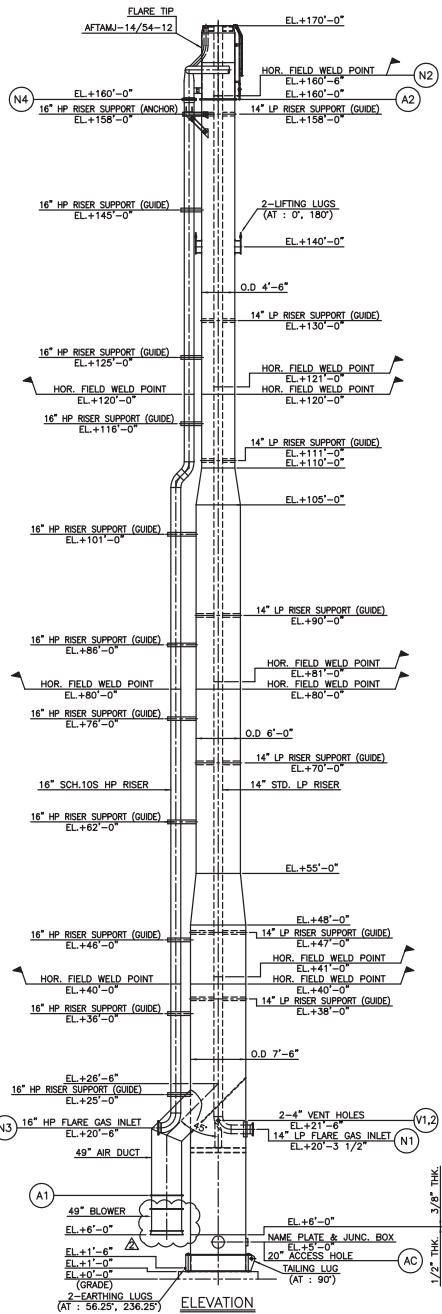 FLARE TIP
AFTAMJ-14/54-12
EL.+170'-0"
HOR. FIELD WELD POINT
EL.+160'-6"
N2
N4
EL.+160'-0"
EL.+160'-0"
A2
16" HP RISER SUPPORT (ANCHOR)
EL.+158'-0"
14" LP RISER SUPPORT (GUIDE)
EL.+158'-0"
16" HP RISER SUPPORT (GUIDE)
EL.+145'-0"
2-LIFTING LUGS
(AT : 0°, 180°)
EL.+140'-0"
O.D 4'-6"
14" LP RISER SUPPORT (GUIDE)
EL.+130'-0"
16" HP RISER SUPPORT (GUIDE)
EL.+125'-0"
HOR. FIELD WELD POINT
EL.+121'-0"
HOR. FIELD WELD POINT
EL.+120'-0"
HOR. FIELD WELD POINT
EL.+120'-0"
16" HP RISER SUPPORT (GUIDE)
EL.+116'-0"
14" LP RISER SUPPORT (GUIDE)
EL.+111'-0"
EL.+110'-0"
EL.+105'-0"
16" HP RISER SUPPORT (GUIDE)
EL.+101'-0"
14" LP RISER SUPPORT (GUIDE)
EL.+90'-0"
16" HP RISER SUPPORT (GUIDE)
EL.+86'-0"
HOR. FIELD WELD POINT
EL.+81'-0"
HOR. FIELD WELD POINT
EL.+80'-0"
HOR. FIELD WELD POINT
EL.+80'-0"
16" HP RISER SUPPORT (GUIDE)
EL.+76'-0"
O.D 6'-0"
14" LP RISER SUPPORT (GUIDE)
EL.+70'-0"
16" SCH.10S HP RISER
14" STD. LP RISER
16" HP RISER SUPPORT (GUIDE)
EL.+62'-0"
EL.+55'-0"
EL.+48'-0"
14" LP RISER SUPPORT (GUIDE)
EL.+47'-0"
16" HP RISER SUPPORT (GUIDE)
EL.+46'-0"
HOR. FIELD WELD POINT
EL.+41'-0"
HOR. FIELD WELD POINT
EL.+40'-0"
HOR. FIELD WELD POINT
EL.+40'-0"
14" LP RISER SUPPORT (GUIDE)
EL.+38'-0"
16" HP RISER SUPPORT (GUIDE)
EL.+36'-0"
O.D 7'-6"
EL.+26'-6"
16" HP RISER SUPPORT (GUIDE)
EL.+25'-0"
45°
2-4" VENT HOLES
EL.+21'-6"
V1,2
N3
16" HP FLARE GAS INLET
EL.+20'-6"
14" LP FLARE GAS INLET
EL.+20'-3 1/2"
N1
49" AIR DUCT
A1
49" BLOWER
EL.+6'-0"
EL.+6'-0"
3/8" THK.
1/2" THK.
NAME PLATE & JUNC. BOX
EL.+5'-0"
2
20" ACCESS HOLE
AC
EL.+1'-6"
EL.+1'-0"
EL.+0'-0"
(GRADE)
TAILING LUG
(AT : 90°)
2-EARTHING LUGS
(AT : 56.25°, 236.25°)
ELEVATION